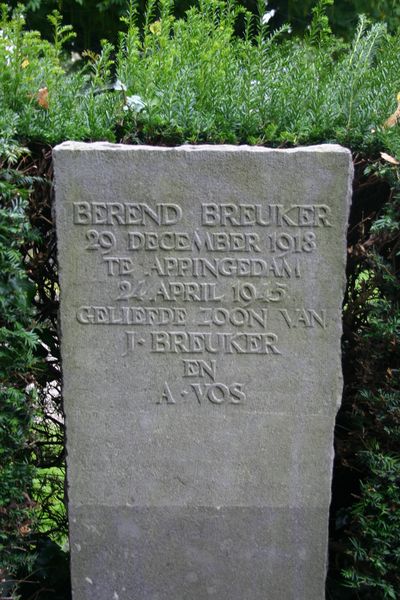 BEREND BREUKER
29 DECEMBER 1918
TE APPINGEDAM
24 APRIL 1945
GELIEFDE ZOON VAN
J·BREUKER
EN
A·VOS